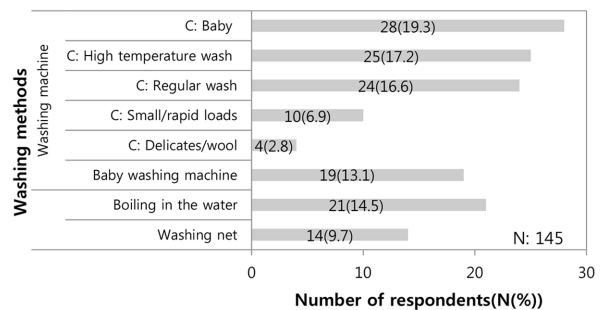 Washing methods
Washing machine
C: Baby 28(19.3)
C: High temperature wash 25(17.2)
C: Regular wash 24(16.6)
C: Small/rapid loads 10(6.9)
C: Delicates/wool 4(2.8)
Baby washing machine 19(13.1)
Boiling in the water 21(14.5)
Washing net 14(9.7)
N: 145
0 10 20 30
Number of respondents(N(%))